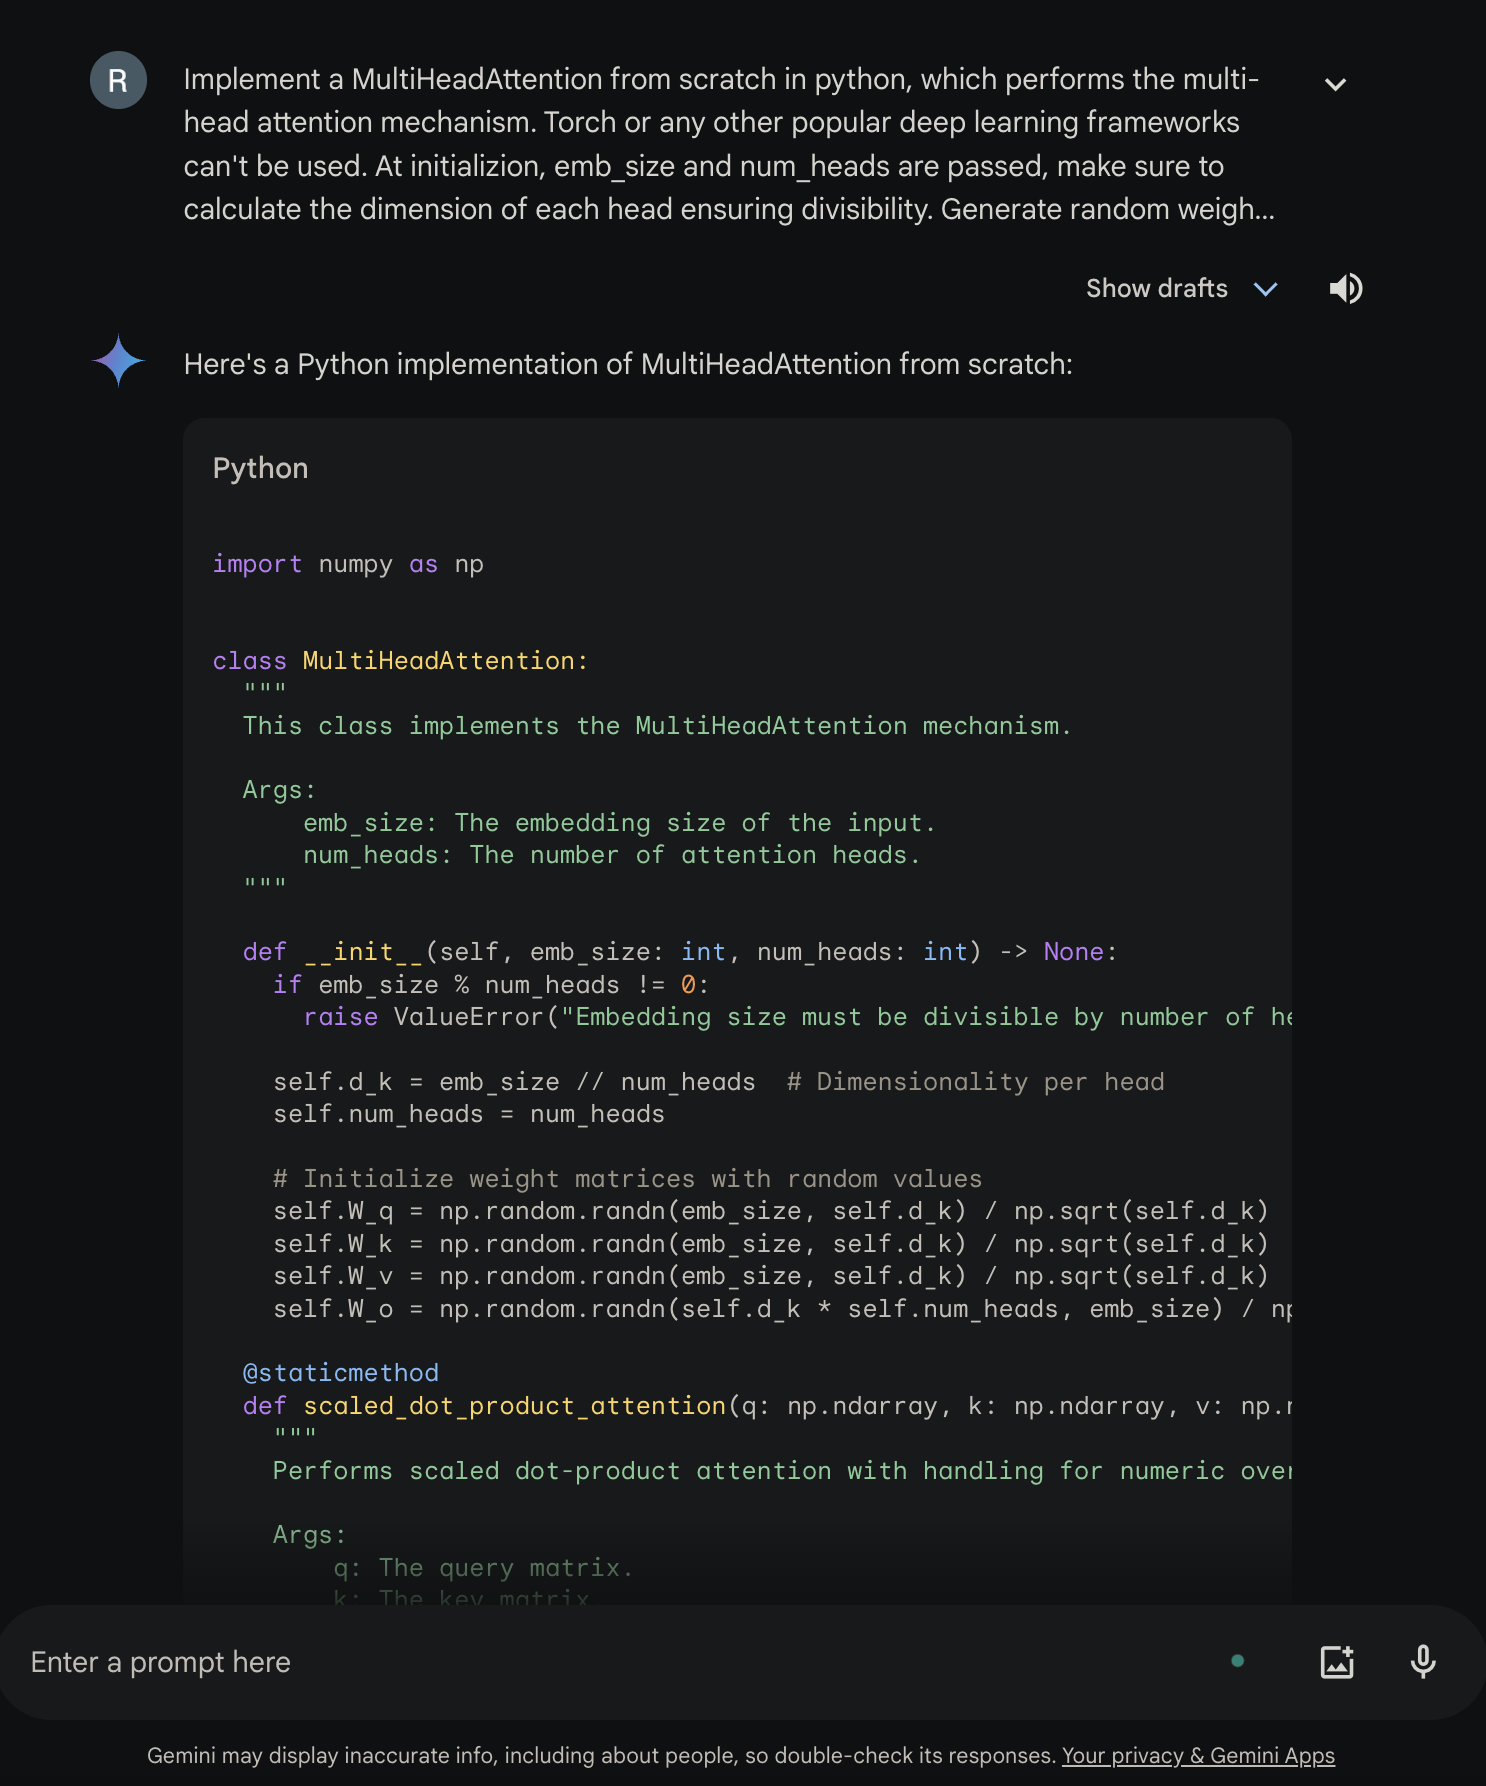 R
Implement a MultiHeadAttention from scratch in python, which performs the multi-
head attention mechanism. Torch or any other popular deep learning frameworks
can't be used. At initializion, emb_size and num_heads are passed, make sure to
calculate the dimension of each head ensuring divisibility. Generate random weigh...
Show drafts
Here's a Python implementation of MultiHeadAttention from scratch:
Python
import numpy as np
class MultiHeadAttention:
"""
This class implements the MultiHeadAttention mechanism.
Args:
emb_size: The embedding size of the input.
num_heads: The number of attention heads.
"""
def __init__(self, emb_size: int, num_heads: int) -> None:
if emb_size % num_heads != 0:
raise ValueError("Embedding size must be divisible by number of he
self.d_k = emb_size // num_heads  # Dimensionality per head
self.num_heads = num_heads
# Initialize weight matrices with random values
self.W_q = np.random.randn(emb_size, self.d_k) / np.sqrt(self.d_k)
self.W_k = np.random.randn(emb_size, self.d_k) / np.sqrt(self.d_k)
self.W_v = np.random.randn(emb_size, self.d_k) / np.sqrt(self.d_k)
self.W_o = np.random.randn(self.d_k * self.num_heads, emb_size) / np
@staticmethod
def scaled_dot_product_attention(q: np.ndarray, k: np.ndarray, v: np.n
"""
Performs scaled dot-product attention with handling for numeric over
Args:
q: The query matrix.
k: The key matrix
Enter a prompt here
Gemini may display inaccurate info, including about people, so double-check its responses. Your privacy & Gemini Apps